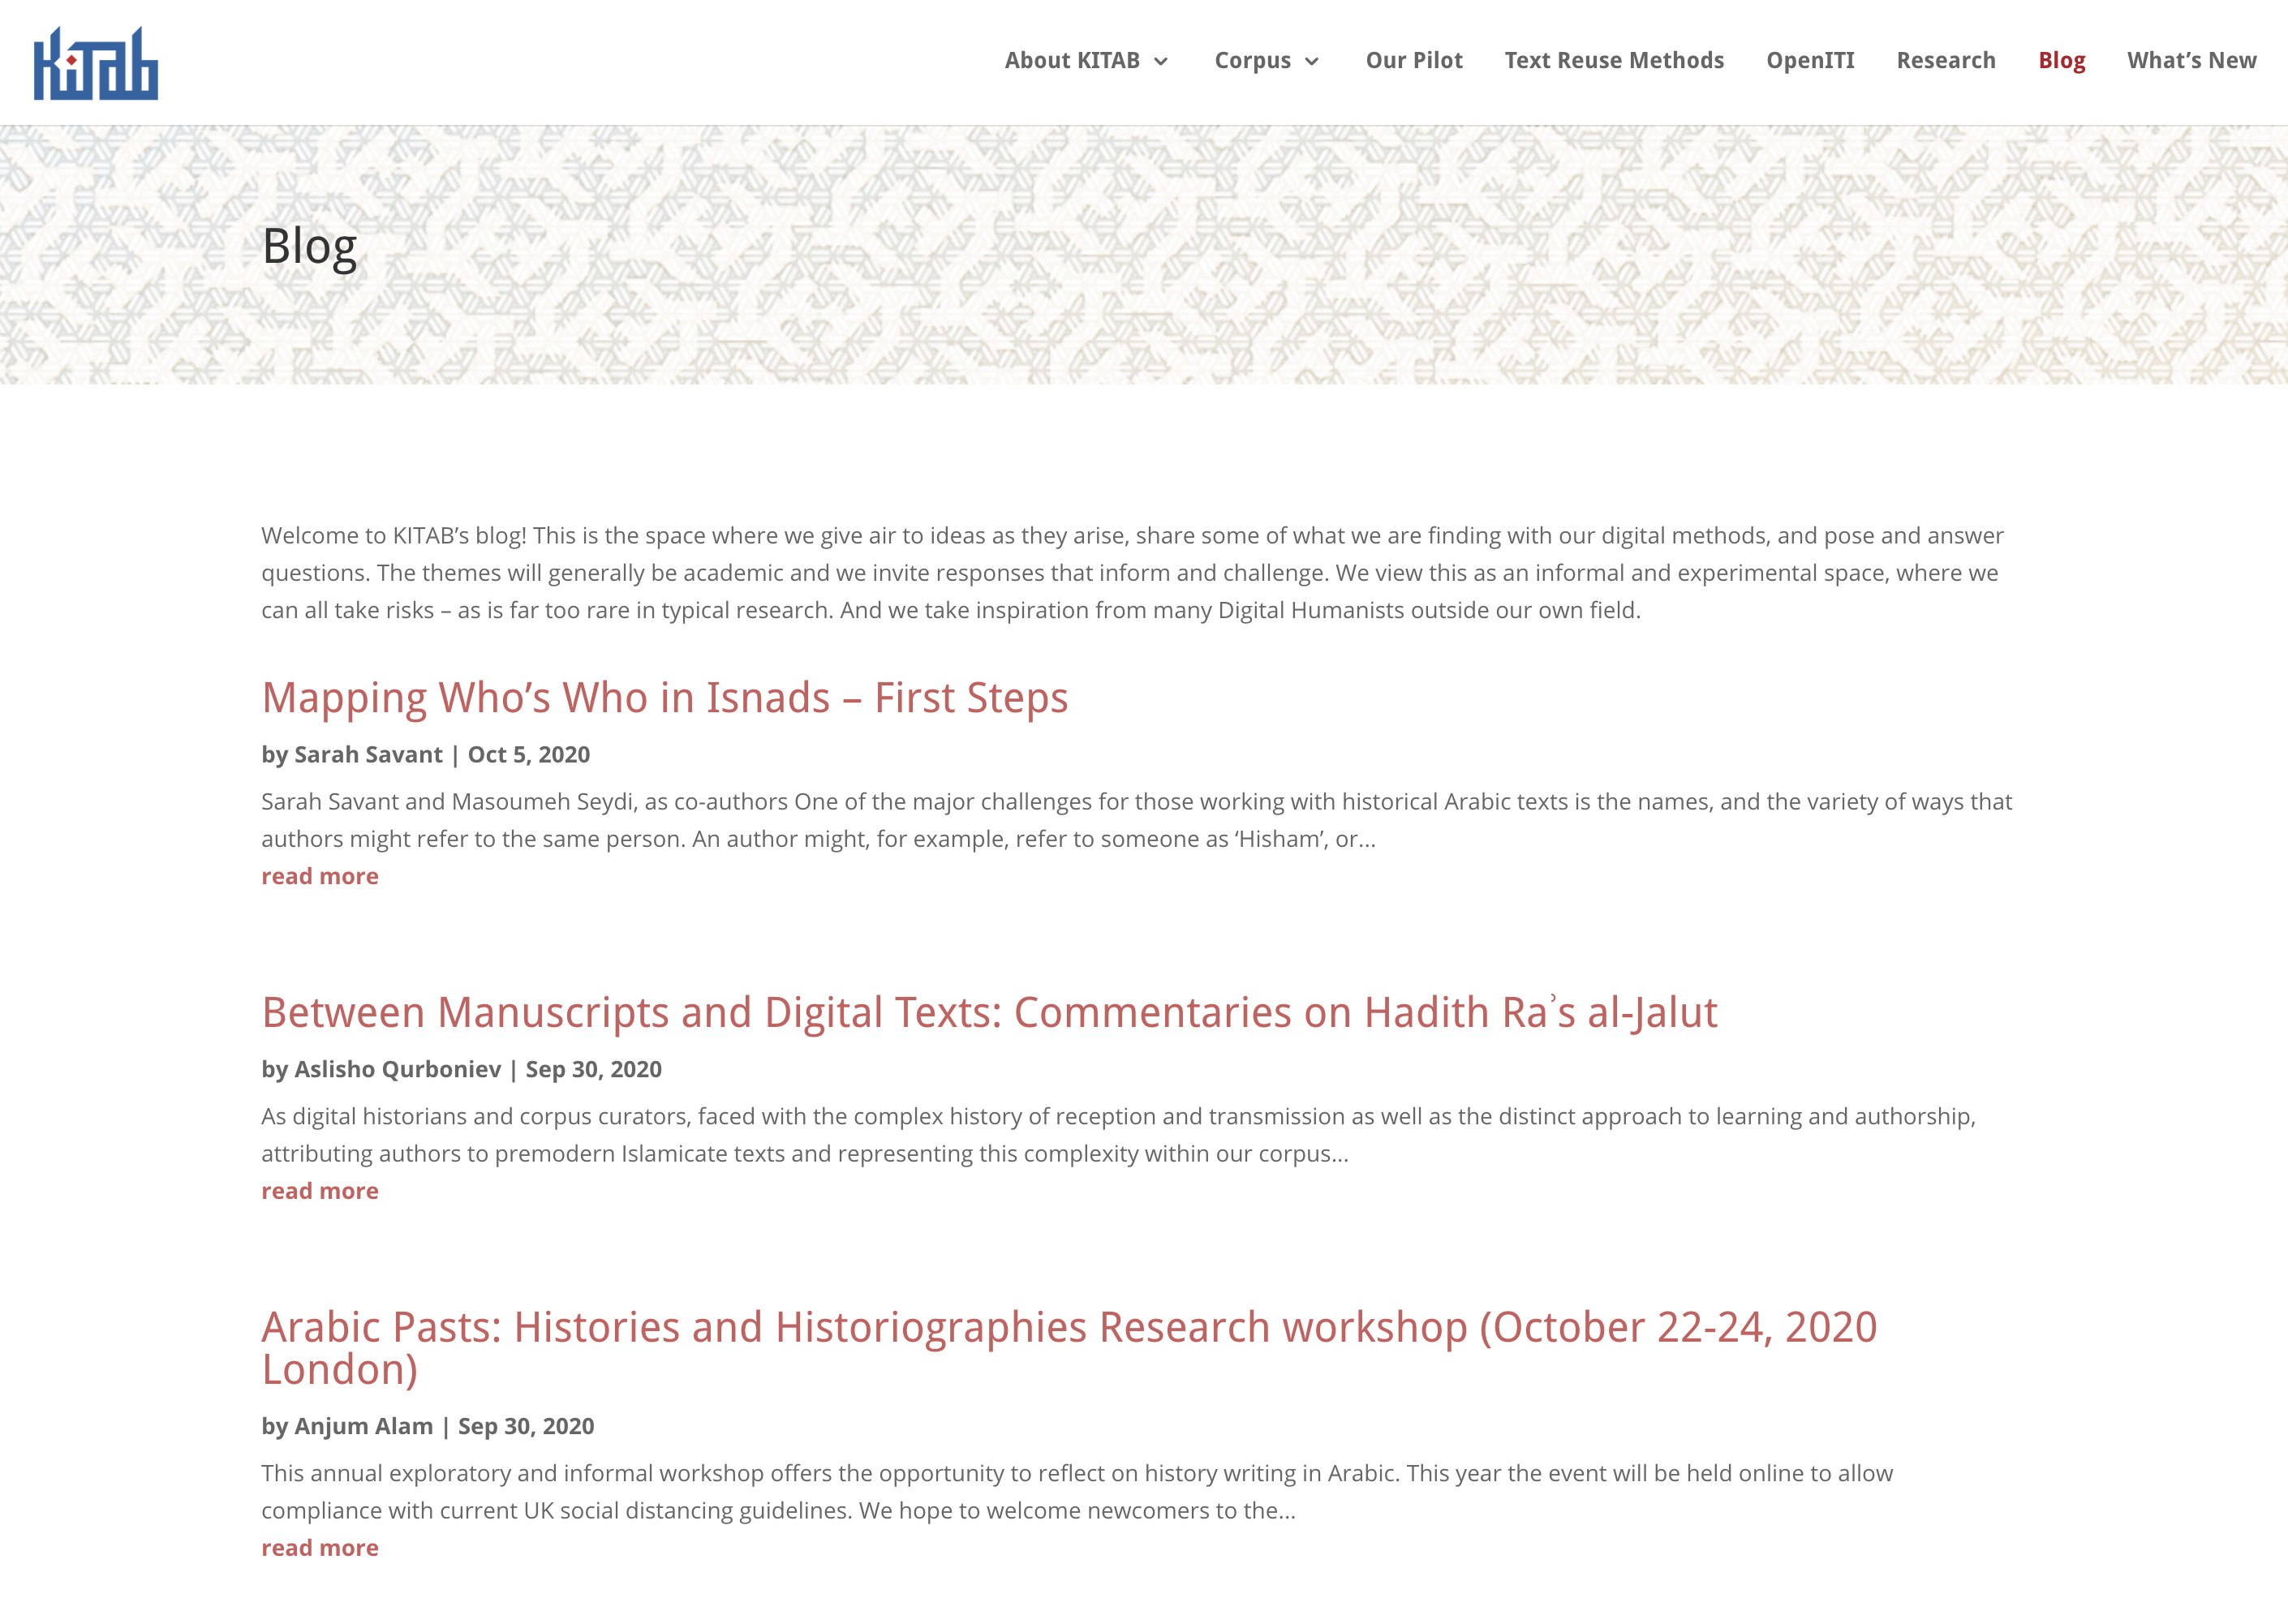 Kitab
About KITAB
Corpus
Our Pilot
Text Reuse Methods
OpenITI
Research
Blog
What’s New
Blog
Welcome to KITAB’s blog! This is the space where we give air to ideas as they arise, share some of what we are finding with our digital methods, and pose and answer
questions. The themes will generally be academic and we invite responses that inform and challenge. We view this as an informal and experimental space, where we
can all take risks – as is far too rare in typical research. And we take inspiration from many Digital Humanists outside our own field.
Mapping Who’s Who in Isnads – First Steps
by Sarah Savant | Oct 5, 2020
Sarah Savant and Masoumeh Seydi, as co-authors One of the major challenges for those working with historical Arabic texts is the names, and the variety of ways that
authors might refer to the same person. An author might, for example, refer to someone as ‘Hisham’, or...
read more
Between Manuscripts and Digital Texts: Commentaries on Hadith Raʾs al-Jalut
by Aslisho Qurboniev | Sep 30, 2020
As digital historians and corpus curators, faced with the complex history of reception and transmission as well as the distinct approach to learning and authorship,
attributing authors to premodern Islamicate texts and representing this complexity within our corpus...
read more
Arabic Pasts: Histories and Historiographies Research workshop (October 22-24, 2020
London)
by Anjum Alam | Sep 30, 2020
This annual exploratory and informal workshop offers the opportunity to reflect on history writing in Arabic. This year the event will be held online to allow
compliance with current UK social distancing guidelines. We hope to welcome newcomers to the...
read more